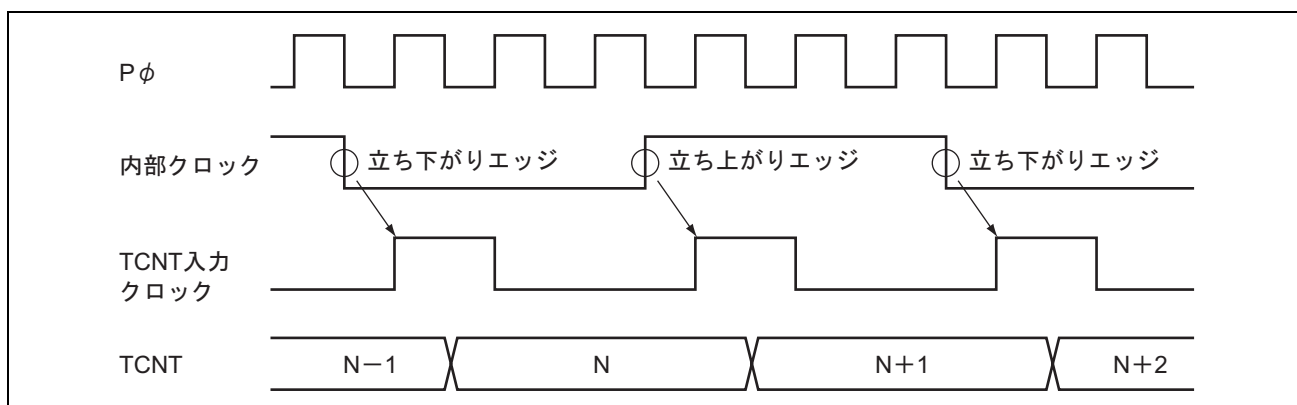 Pφ
内部クロック
立ち下がりエッジ
立ち上がりエッジ
立ち下がりエッジ
TCNT入力
クロック
TCNT
N－1
N
N＋1
N＋2